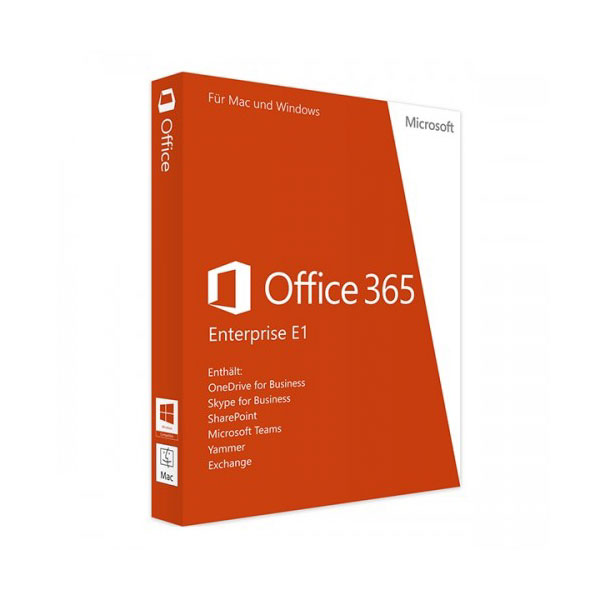 Für Mac und Windows
Microsoft
Office
Office 365
Enterprise E1
Enthält:
OneDrive for Business
Skype for Business
SharePoint
Microsoft Teams
Yammer
Exchange
Mac